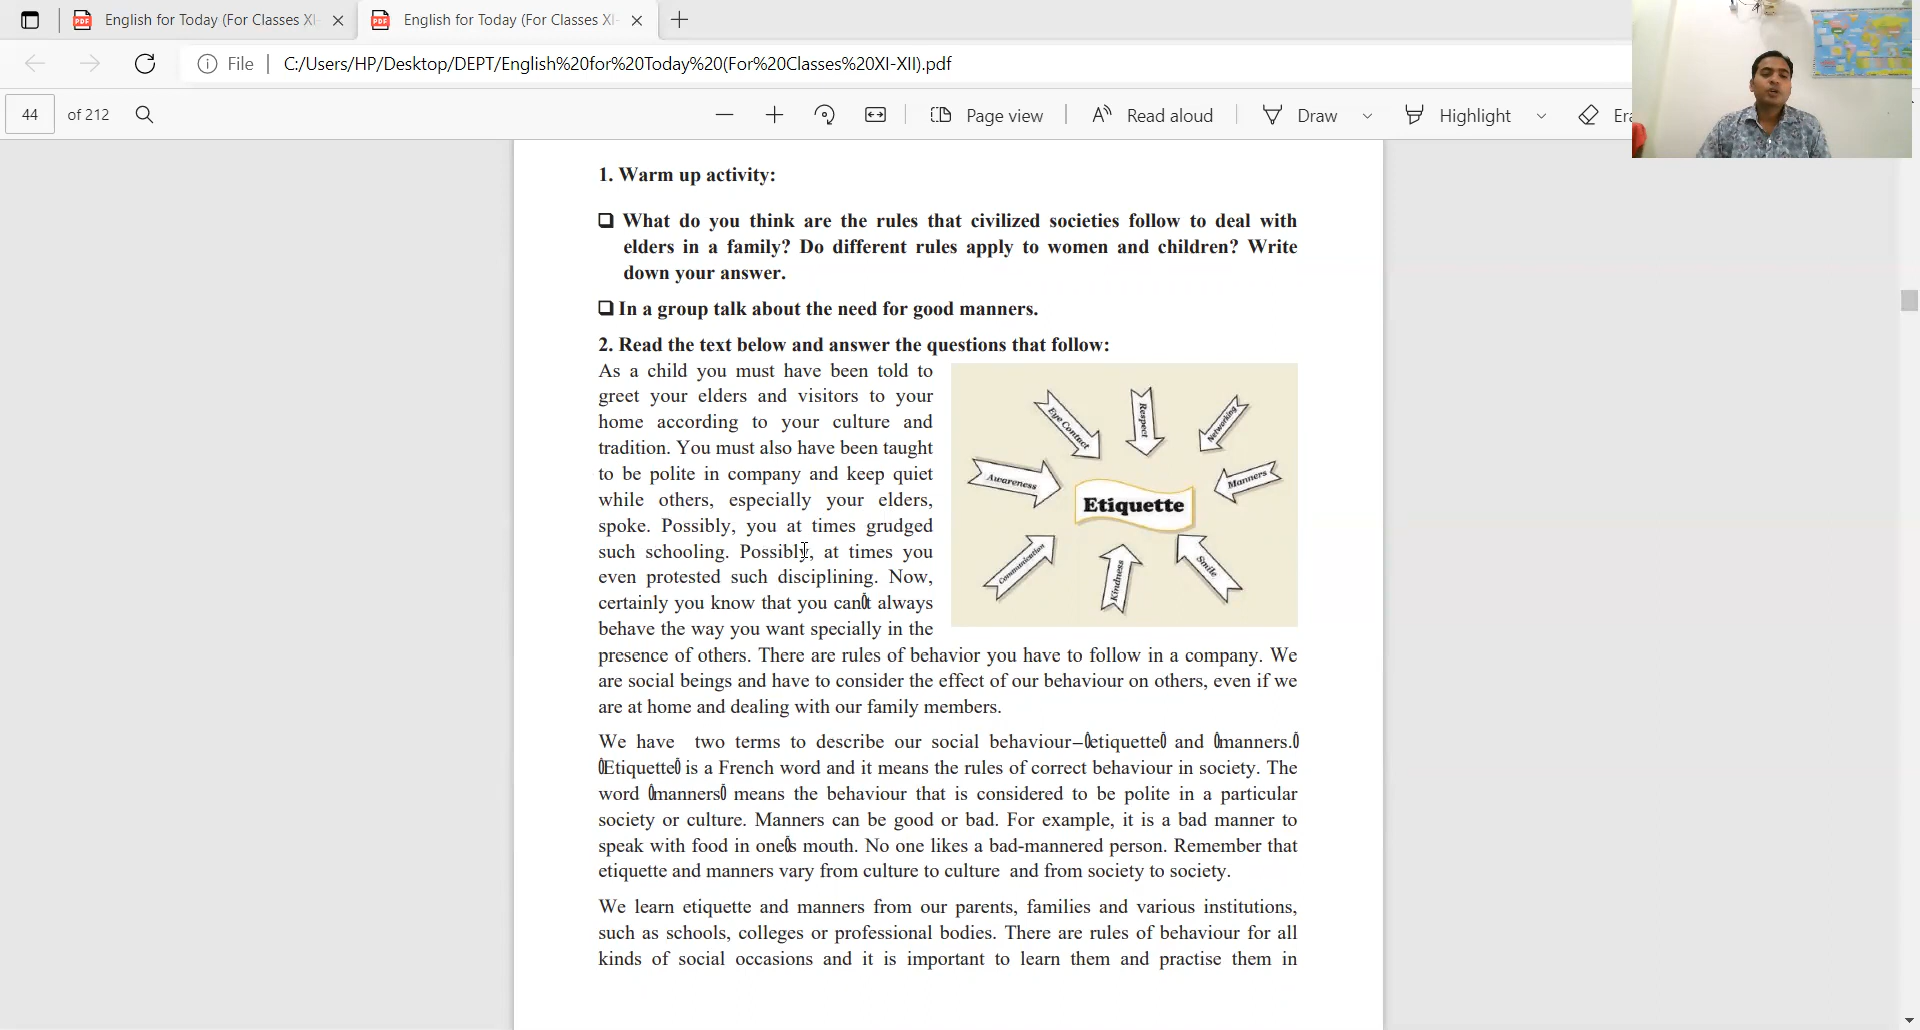 English for Today (For Classes XI-
English for Today (For Classes XI-
File
C:/Users/HP/Desktop/DEPT/English%20for%20Today%20(For%20Classes%20XI-XII).pdf
44 of 212
Page view
Read aloud
Draw
Highlight
Era
1. Warm up activity:
What do you think are the rules that civilized societies follow to deal with
elders in a family? Do different rules apply to women and children? Write
down your answer.
In a group talk about the need for good manners.
2. Read the text below and answer the questions that follow:
As a child you must have been told to
greet your elders and visitors to your
home according to your culture and
tradition. You must also have been taught
to be polite in company and keep quiet
while others, especially your elders,
spoke. Possibly, you at times grudged
such schooling. Possibly, at times you
even protested such disciplining. Now,
certainly you know that you canÕt always
behave the way you want specially in the
presence of others. There are rules of behavior you have to follow in a company. We
are social beings and have to consider the effect of our behaviour on others, even if we
are at home and dealing with our family members.
Eye Contact
Respect
Networking
Awareness
Manners
Etiquette
Communication
Kindness
Smile
We have two terms to describe our social behaviour–ÔetiquetteÕ and Ômanners.Õ
ÔEtiquetteÕ is a French word and it means the rules of correct behaviour in society. The
word ÔmannersÕ means the behaviour that is considered to be polite in a particular
society or culture. Manners can be good or bad. For example, it is a bad manner to
speak with food in oneÕs mouth. No one likes a bad-mannered person. Remember that
etiquette and manners vary from culture to culture and from society to society.
We learn etiquette and manners from our parents, families and various institutions,
such as schools, colleges or professional bodies. There are rules of behaviour for all
kinds of social occasions and it is important to learn them and practise them in